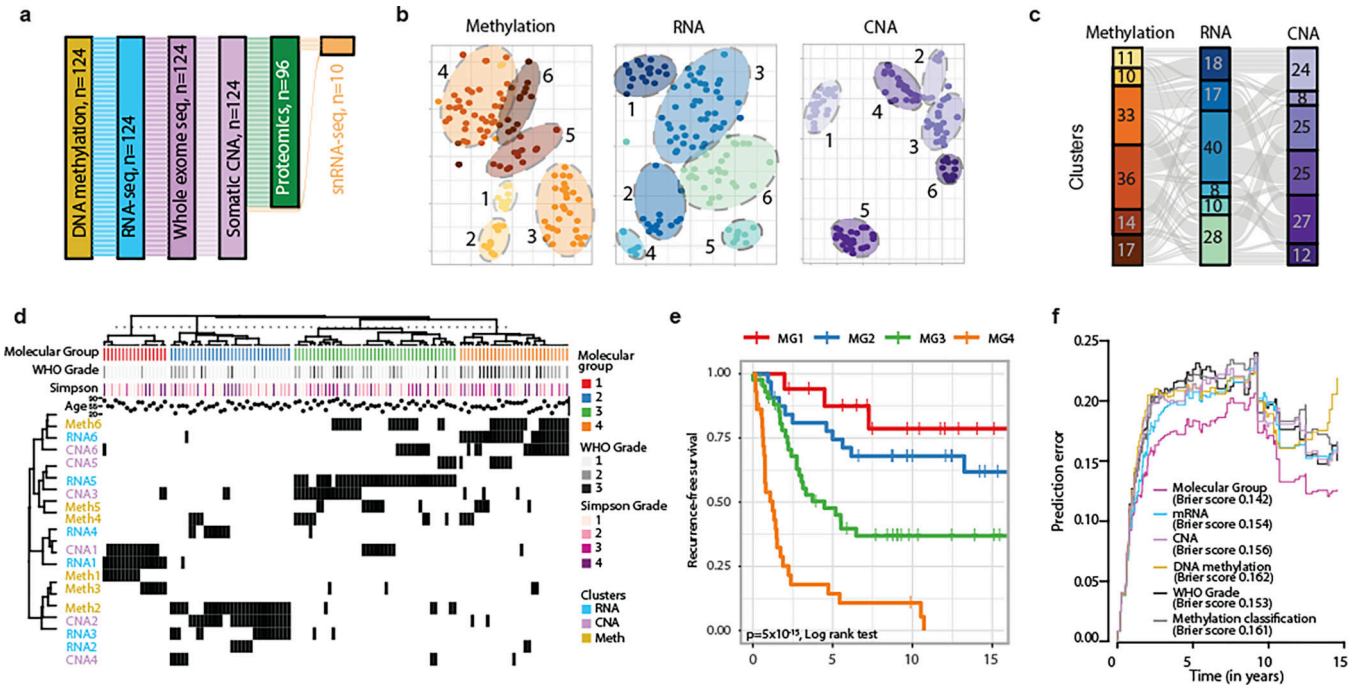 a
DNA methylation, n=124
RNA-seq, n=124
Whole exome seq, n=124
Somatic CNA, n=124
Proteomics, n=96
snRNA-seq, n=10
b
Methylation
RNA
CNA
4
6
5
1
2
3
1
3
2
6
4
5
2
4
1
3
6
5
c
Methylation
RNA
CNA
Clusters
11
10
33
36
14
17
18
17
40
8
10
28
24
8
25
25
27
12
d
Molecular Group
WHO Grade
Simpson
Age
90
55
20
Meth6
RNA6
CNA6
CNA5
RNA5
CNA3
Meth5
Meth4
RNA4
CNA1
RNA1
Meth1
Meth3
Meth2
CNA2
RNA3
RNA2
CNA4
Molecular
group
1
2
3
4
WHO Grade
1
2
3
Simpson Grade
1
2
3
4
Clusters
RNA
CNA
Meth
e
MG1 MG2 MG3 MG4
Recurrence-free survival
1.00
0.75
0.50
0.25
0.00
p=5x10⁻¹⁵, Log rank test
0 5 10 15
f
Prediction error
0.25
0.20
0.15
0.10
0.05
0.00
Molecular Group
(Brier score 0.142)
mRNA
(Brier score 0.154)
CNA
(Brier score 0.156)
DNA methylation
(Brier score 0.162)
WHO Grade
(Brier score 0.153)
Methylation classification
(Brier score 0.161)
0 5 10 15
Time (in years)